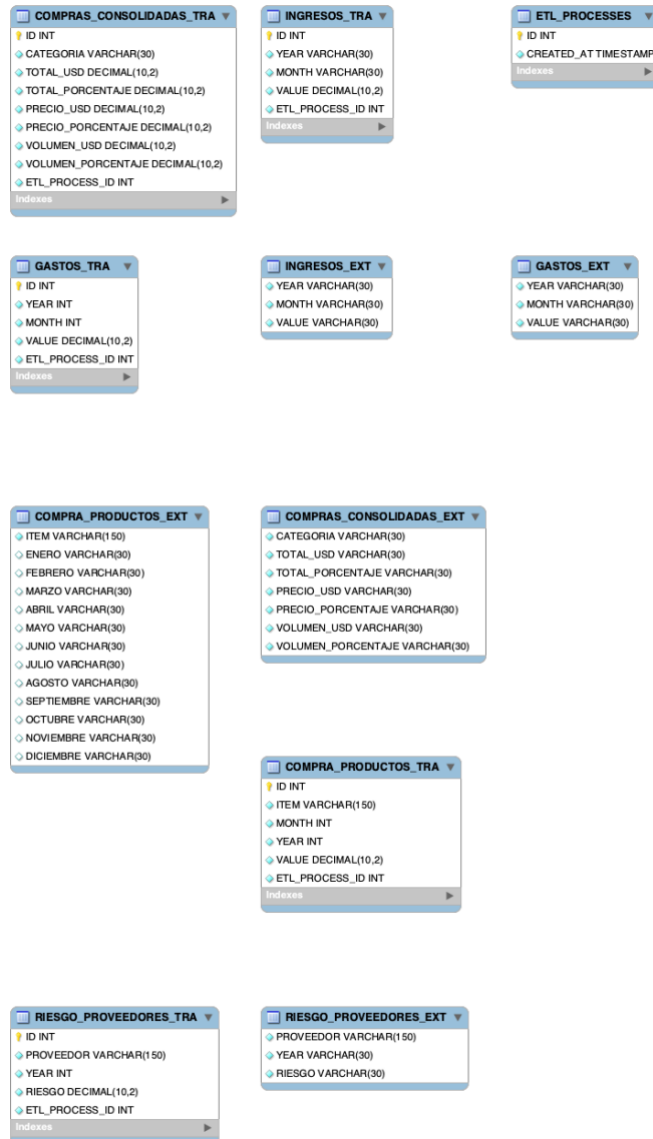 COMPRAS_CONSOLIDADAS_TRA
ID INT
CATEGORIA VARCHAR(30)
TOTAL_USD DECIMAL(10,2)
TOTAL_PORCENTAJE DECIMAL(10,2)
PRECIO_USD DECIMAL(10,2)
PRECIO_PORCENTAJE DECIMAL(10,2)
VOLUMEN_USD DECIMAL(10,2)
VOLUMEN_PORCENTAJE DECIMAL(10,2)
ETL_PROCESS_ID INT
Indexes
INGRESOS_TRA
ID INT
YEAR VARCHAR(30)
MONTH VARCHAR(30)
VALUE DECIMAL(10,2)
ETL_PROCESS_ID INT
Indexes
ETL_PROCESSES
ID INT
CREATED_AT TIMESTAMP
Indexes
GASTOS_TRA
ID INT
YEAR INT
MONTH INT
VALUE DECIMAL(10,2)
ETL_PROCESS_ID INT
Indexes
INGRESOS_EXT
YEAR VARCHAR(30)
MONTH VARCHAR(30)
VALUE VARCHAR(30)
GASTOS_EXT
YEAR VARCHAR(30)
MONTH VARCHAR(30)
VALUE VARCHAR(30)
COMPRA_PRODUCTOS_EXT
ITEM VARCHAR(150)
ENERO VARCHAR(30)
FEBRERO VARCHAR(30)
MARZO VARCHAR(30)
ABRIL VARCHAR(30)
MAYO VARCHAR(30)
JUNIO VARCHAR(30)
JULIO VARCHAR(30)
AGOSTO VARCHAR(30)
SEPTIEMBRE VARCHAR(30)
OCTUBRE VARCHAR(30)
NOVIEMBRE VARCHAR(30)
DICIEMBRE VARCHAR(30)
COMPRAS_CONSOLIDADAS_EXT
CATEGORIA VARCHAR(30)
TOTAL_USD VARCHAR(30)
TOTAL_PORCENTAJE VARCHAR(30)
PRECIO_USD VARCHAR(30)
PRECIO_PORCENTAJE VARCHAR(30)
VOLUMEN_USD VARCHAR(30)
VOLUMEN_PORCENTAJE VARCHAR(30)
COMPRA_PRODUCTOS_TRA
ID INT
ITEM VARCHAR(150)
MONTH INT
YEAR INT
VALUE DECIMAL(10,2)
ETL_PROCESS_ID INT
Indexes
RIESGO_PROVEEDORES_TRA
ID INT
PROVEEDOR VARCHAR(150)
YEAR INT
RIESGO DECIMAL(10,2)
ETL_PROCESS_ID INT
Indexes
RIESGO_PROVEEDORES_EXT
PROVEEDOR VARCHAR(150)
YEAR VARCHAR(30)
RIESGO VARCHAR(30)